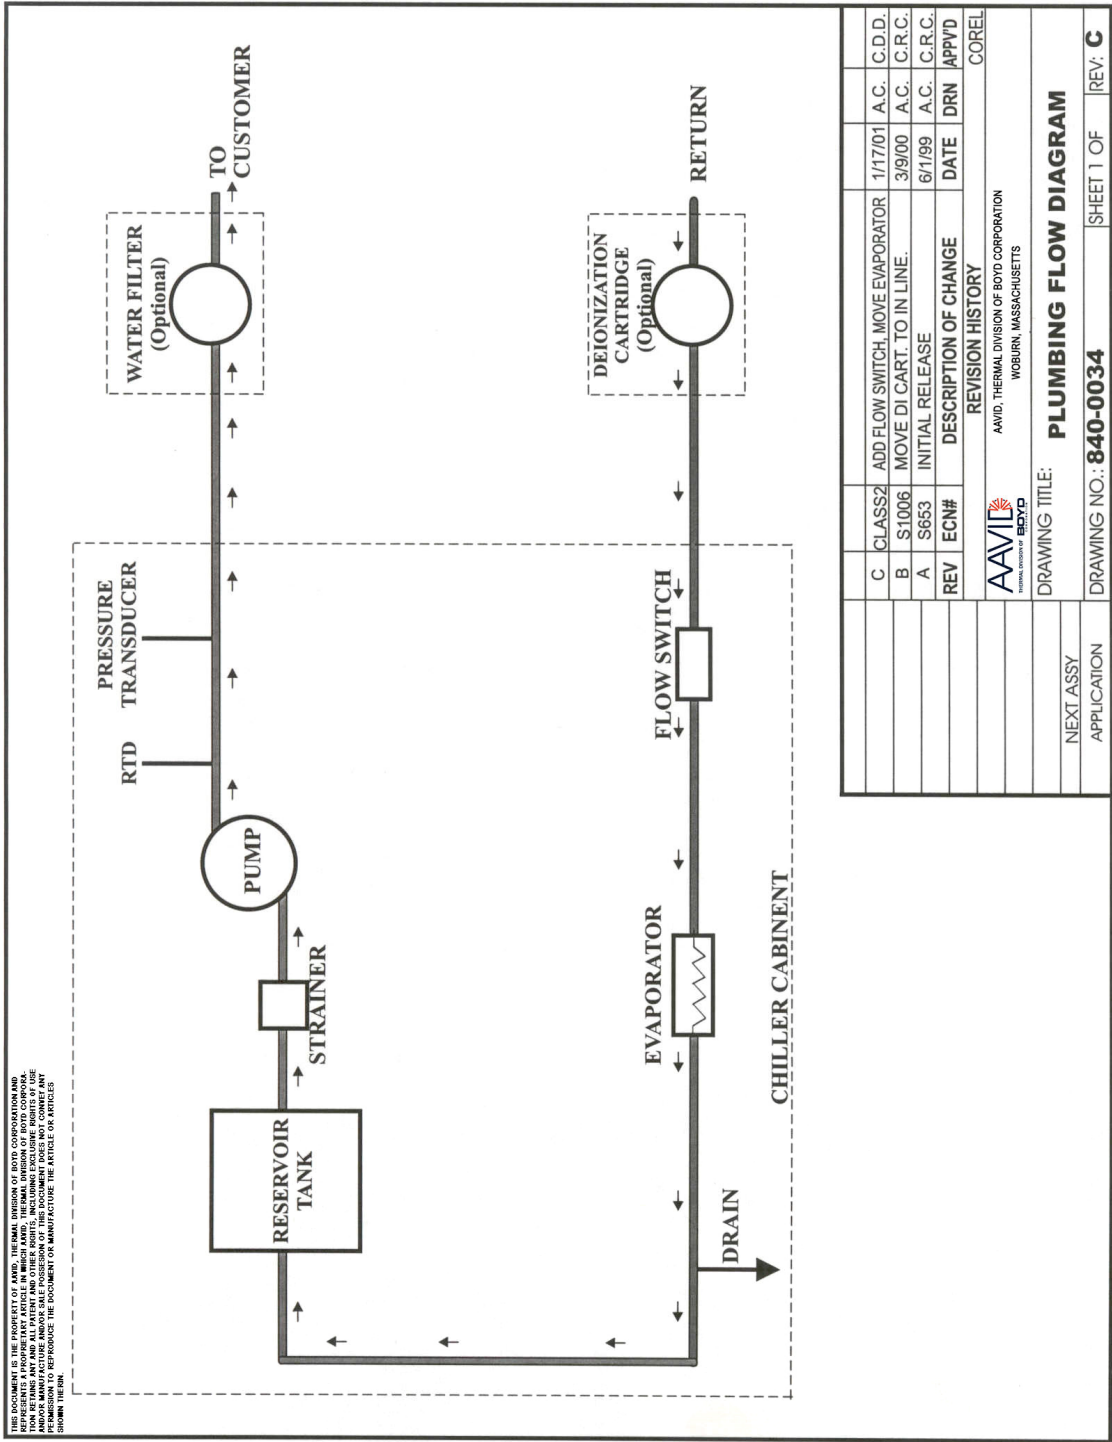 THIS DOCUMENT IS THE PROPERTY OF AAVID, THERMAL DIVISION OF BOYD CORPORATION AND
REPRESENTS A PROPRIETARY ARTICLE IN WHICH AAVID, THERMAL DIVISION OF BOYD CORPORA-
TION RETAINS ANY AND ALL PATENT AND OTHER RIGHTS, INCLUDING EXCLUSIVE RIGHTS OF USE
AND/OR MANUFACTURE AND/OR SALE POSSESION OF THIS DOCUMENT DOES NOT CONVEY ANY
PERMISSION TO REPRODUCE THE DOCUMENT OR MANUFACTURE THE ARTICLE OR ARTICLES
SHOWN THERIN.
RTD
PRESSURE
TRANSDUCER
WATER FILTER
(Optional)
TO
CUSTOMER
PUMP
STRAINER
RESERVOIR
TANK
DEIONIZATION
CARTRIDGE
(Optional)
RETURN
FLOW SWITCH
EVAPORATOR
DRAIN
CHILLER CABINENT
C CLASS2 ADD FLOW SWITCH, MOVE EVAPORATOR 1/17/01 A.C. C.D.D.
B S1006 MOVE DI CART. TO IN LINE. 3/9/00 A.C. C.R.C.
A S653 INITIAL RELEASE 6/1/99 A.C. C.R.C.
REV ECN# DESCRIPTION OF CHANGE DATE DRN APPV'D
REVISION HISTORY COREL
AAVID
THERMAL DIVISION OF BOYD CORPORATION
AAVID, THERMAL DIVISION OF BOYD CORPORATION
WOBURN, MASSACHUSETTS
DRAWING TITLE:
PLUMBING FLOW DIAGRAM
NEXT ASSY
APPLICATION
DRAWING NO.: 840-0034
SHEET 1 OF
REV: C